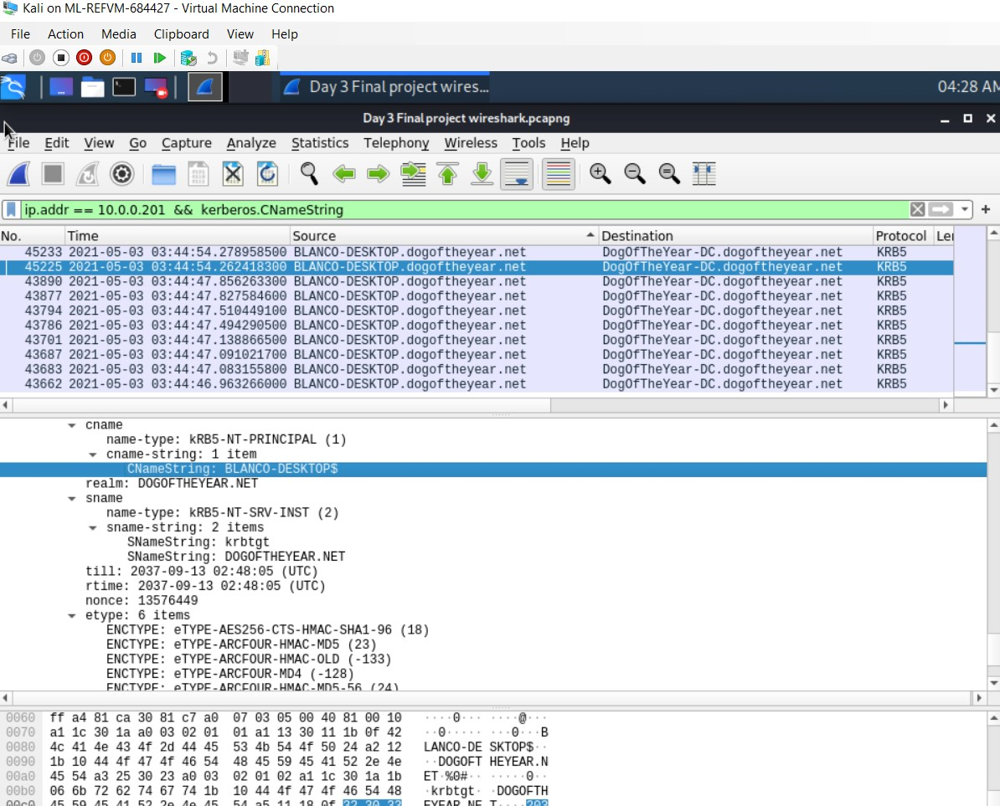 Kali on ML-REFVM-684427 - Virtual Machine Connection
File Action Media Clipboard View Help
Day 3 Final project wires... 04:28 AM
Day 3 Final project wireshark.pcapng
File Edit View Go Capture Analyze Statistics Telephony Wireless Tools Help
ip.addr == 10.0.0.201 && kerberos.CNameString
No. Time Source Destination Protocol Ler
45233 2021-05-03 03:44:54.278958500 BLANCO-DESKTOP.dogoftheyear.net DogOfTheYear-DC.dogoftheyear.net KRB5
45225 2021-05-03 03:44:54.262418300 BLANCO-DESKTOP.dogoftheyear.net DogOfTheYear-DC.dogoftheyear.net KRB5
43890 2021-05-03 03:44:47.856263300 BLANCO-DESKTOP.dogoftheyear.net DogOfTheYear-DC.dogoftheyear.net KRB5
43877 2021-05-03 03:44:47.827584600 BLANCO-DESKTOP.dogoftheyear.net DogOfTheYear-DC.dogoftheyear.net KRB5
43794 2021-05-03 03:44:47.510449100 BLANCO-DESKTOP.dogoftheyear.net DogOfTheYear-DC.dogoftheyear.net KRB5
43786 2021-05-03 03:44:47.494290500 BLANCO-DESKTOP.dogoftheyear.net DogOfTheYear-DC.dogoftheyear.net KRB5
43701 2021-05-03 03:44:47.138866500 BLANCO-DESKTOP.dogoftheyear.net DogOfTheYear-DC.dogoftheyear.net KRB5
43687 2021-05-03 03:44:47.091021700 BLANCO-DESKTOP.dogoftheyear.net DogOfTheYear-DC.dogoftheyear.net KRB5
43683 2021-05-03 03:44:47.083155800 BLANCO-DESKTOP.dogoftheyear.net DogOfTheYear-DC.dogoftheyear.net KRB5
43662 2021-05-03 03:44:46.963266000 BLANCO-DESKTOP.dogoftheyear.net DogOfTheYear-DC.dogoftheyear.net KRB5
cname
name-type: kRB5-NT-PRINCIPAL (1)
cname-string: 1 item
CNameString: BLANCO-DESKTOP$
realm: DOGOFTHEYEAR.NET
sname
name-type: kRB5-NT-SRV-INST (2)
sname-string: 2 items
SNameString: krbtgt
SNameString: DOGOFTHEYEAR.NET
till: 2037-09-13 02:48:05 (UTC)
rtime: 2037-09-13 02:48:05 (UTC)
nonce: 13576449
etype: 6 items
ENCTYPE: eTYPE-AES256-CTS-HMAC-SHA1-96 (18)
ENCTYPE: eTYPE-ARCFOUR-HMAC-MD5 (23)
ENCTYPE: eTYPE-ARCFOUR-HMAC-OLD (-133)
ENCTYPE: eTYPE-ARCFOUR-MD4 (-128)
ENCTYPE: eTYPE-ARCFOUR-HMAC-MD5-56 (24)
0060 ff a4 81 ca 30 81 c7 a0 07 03 05 00 40 81 00 10 ····0··· ····@···
0070 a1 1c 30 1a a0 03 02 01 01 a1 13 30 11 1b 0f 42 ··0····· ···0···B
0080 4c 41 4e 43 4f 2d 44 45 53 4b 54 4f 50 24 a2 12 LANCO-DE SKTOP$··
0090 1b 10 44 4f 47 4f 46 54 48 45 59 45 41 52 2e 4e ··DOGOFT HEYEAR.N
00a0 45 54 a3 25 30 23 a0 03 02 01 02 a1 1c 30 1a 1b ET·%0#·· ·····0··
00b0 06 6b 72 62 74 67 74 1b 10 44 4f 47 4f 46 54 48 ·krbtgt· ·DOGOFTH
00c0 45 59 45 41 52 2e 4e 45 54 a5 11 18 0f 32 30 33 EYEAR.NE T····203